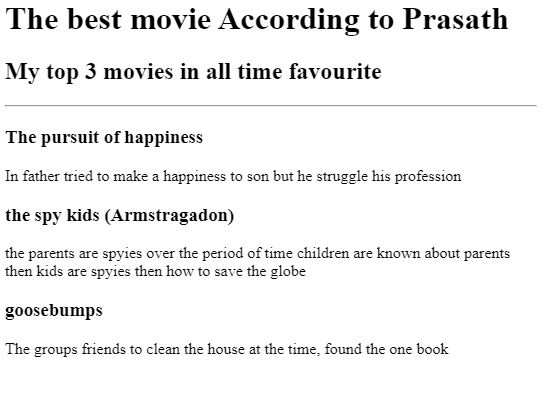 The best movie According to Prasath
My top 3 movies in all time favourite
The pursuit of happiness
In father tried to make a happiness to son but he struggle his profession
the spy kids (Armstragadon)
the parents are spyies over the period of time children are known about parents
then kids are spyies then how to save the globe
goosebumps
The groups friends to clean the house at the time, found the one book